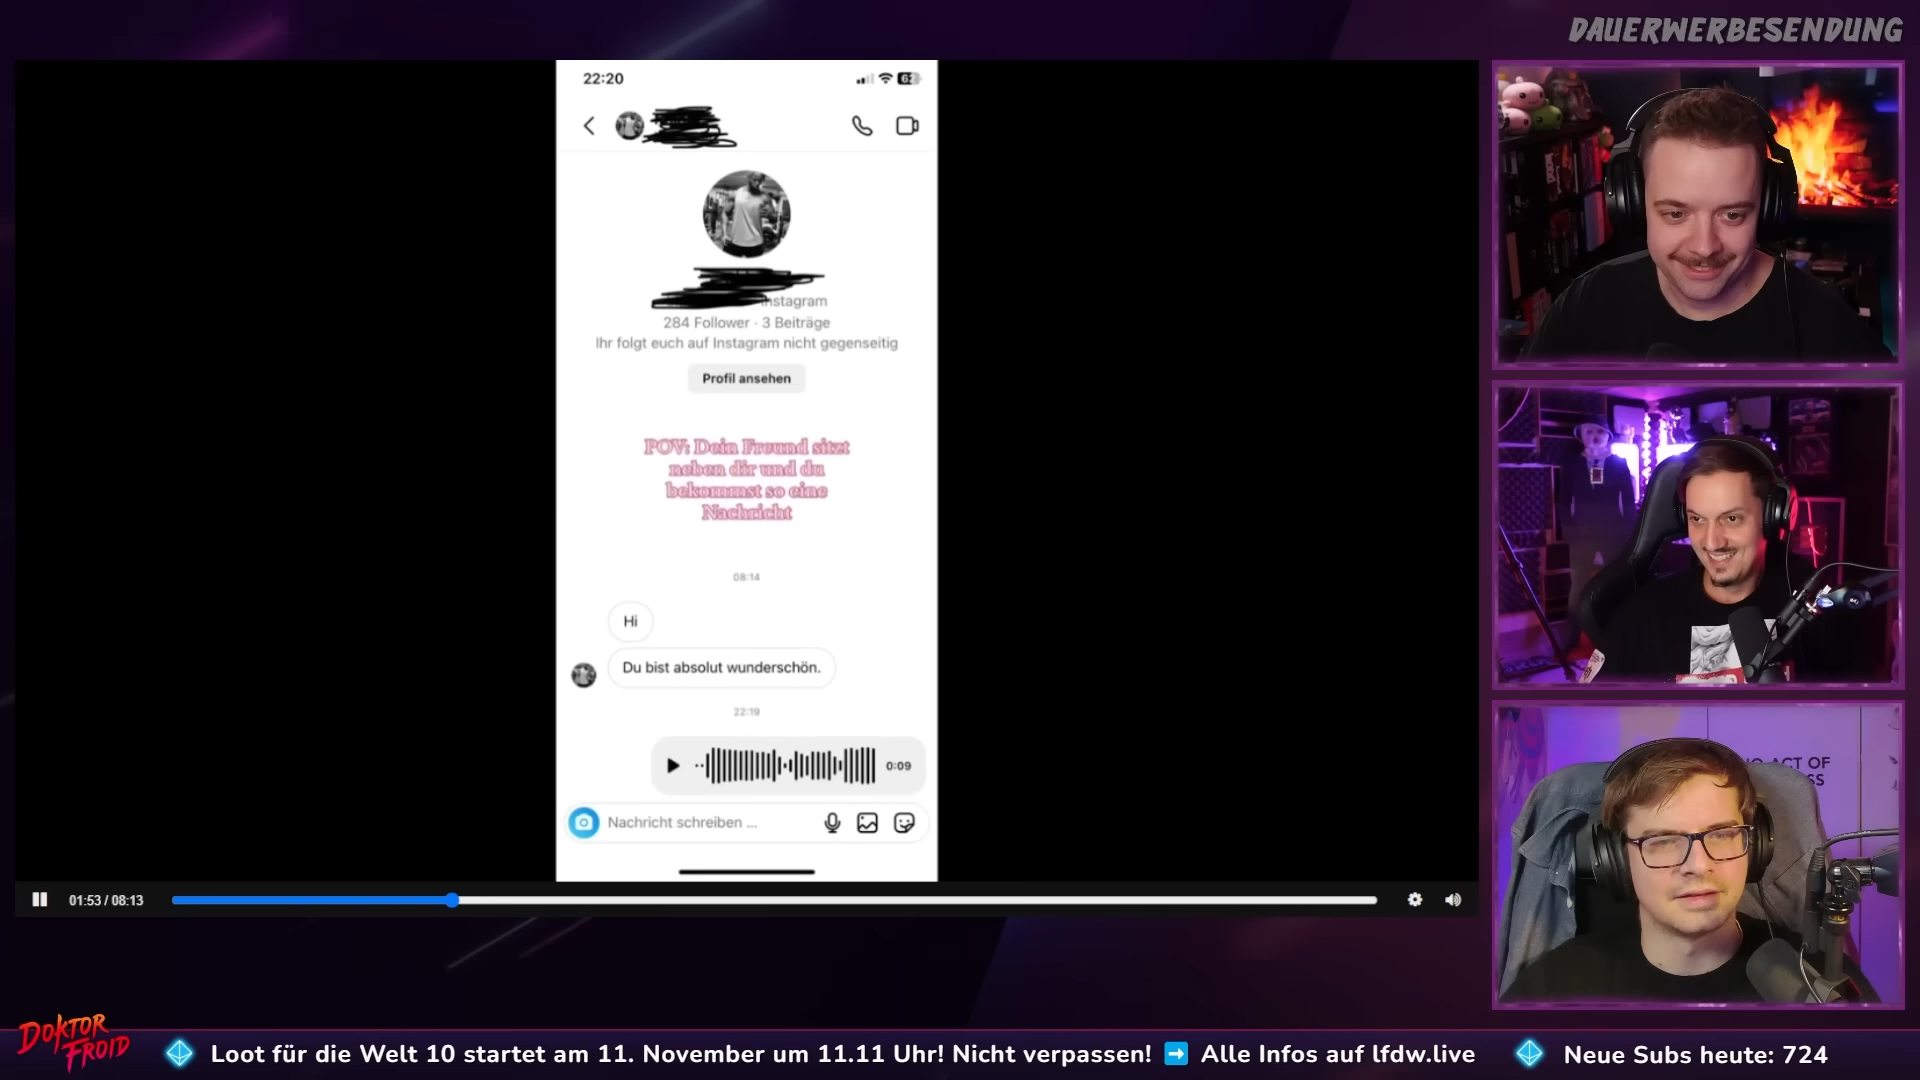 DAUERWERBESENDUNG
22:20
62
Instagram
284 Follower · 3 Beiträge
Ihr folgt euch auf Instagram nicht gegenseitig
Profil ansehen
POV: Dein Freund sitzt
neben dir und du
bekommst so eine
Nachricht
08:14
Hi
Du bist absolut wunderschön.
22:19
0:09
Nachricht schreiben ...
01:53 / 08:13
ACT OF
DOKTOR
FROID
Loot für die Welt 10 startet am 11. November um 11.11 Uhr! Nicht verpassen! ➡ Alle Infos auf lfdw.live
Neue Subs heute: 724